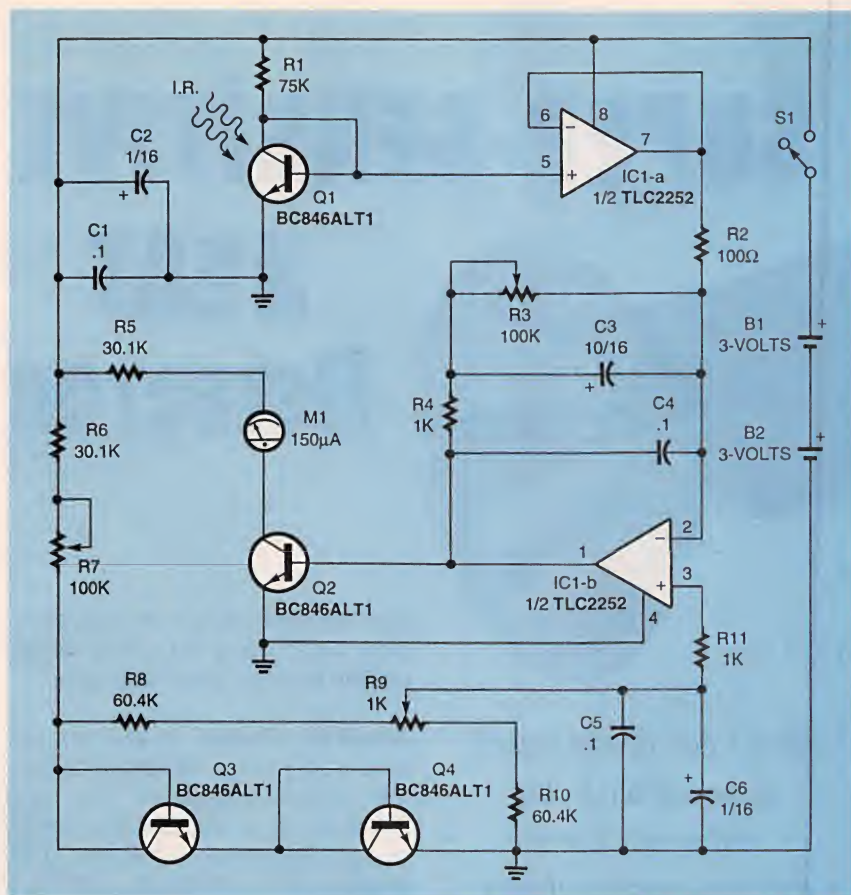 R1
75K
I.R.
C2
1/16
+
Q1
BC846ALT1
C1
.1
6
−
8
7
5
+
IC1-a
1/2 TLC2252
S1
R2
100Ω
R3
100K
C3
10/16
+
R4
1K
C4
.1
B1
3-VOLTS
+
B2
3-VOLTS
+
R5
30.1K
M1
150µA
R6
30.1K
R7
100K
Q2
BC846ALT1
1
2
−
3
+
4
IC1-b
1/2 TLC2252
R11
1K
R8
60.4K
R9
1K
C5
.1
Q3
BC846ALT1
Q4
BC846ALT1
R10
60.4K
+
C6
1/16